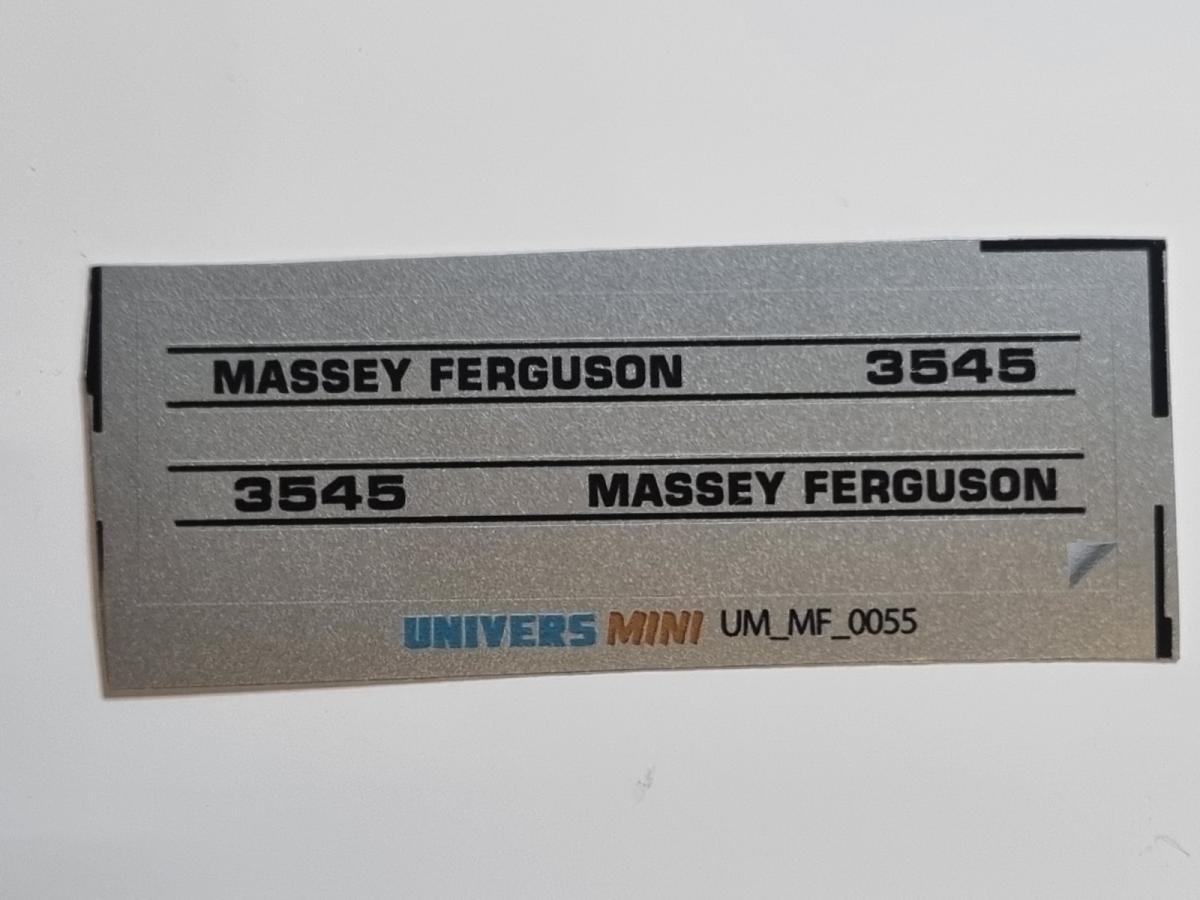 MASSEY FERGUSON 3545
3545 MASSEY FERGUSON
UNIVERS MINI UM_MF_0055